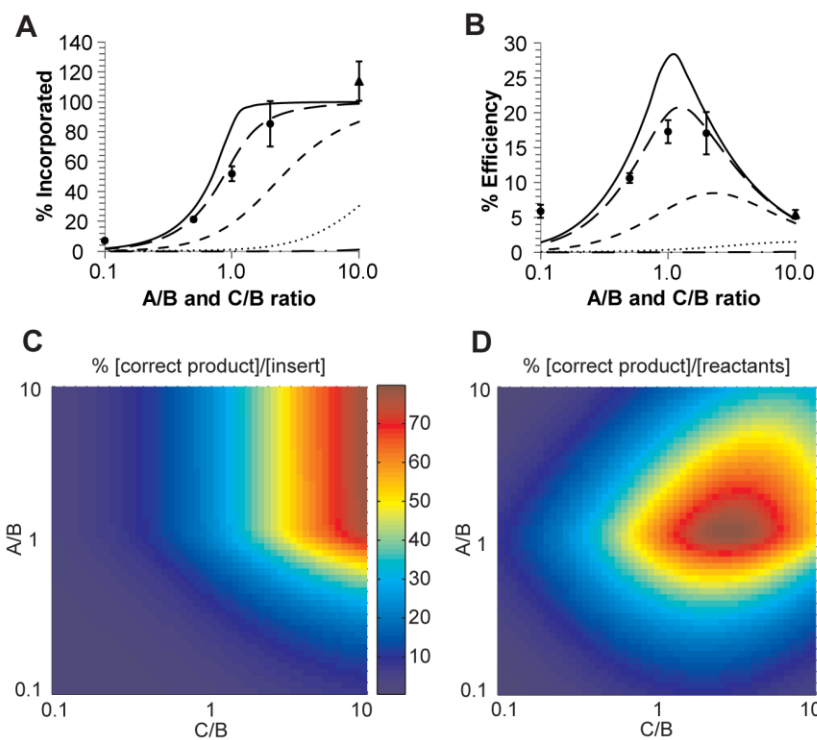 A
% Incorporated
140
120
100
80
60
40
20
0
0.1
1.0
10.0
A/B and C/B ratio
B
% Efficiency
30
25
20
15
10
5
0
0.1
1.0
10.0
A/B and C/B ratio
C
% [correct product]/[insert]
10
A/B
1
0.1
0.1
1
10
C/B
70
60
50
40
30
20
10
D
% [correct product]/[reactants]
10
A/B
1
0.1
0.1
1
10
C/B